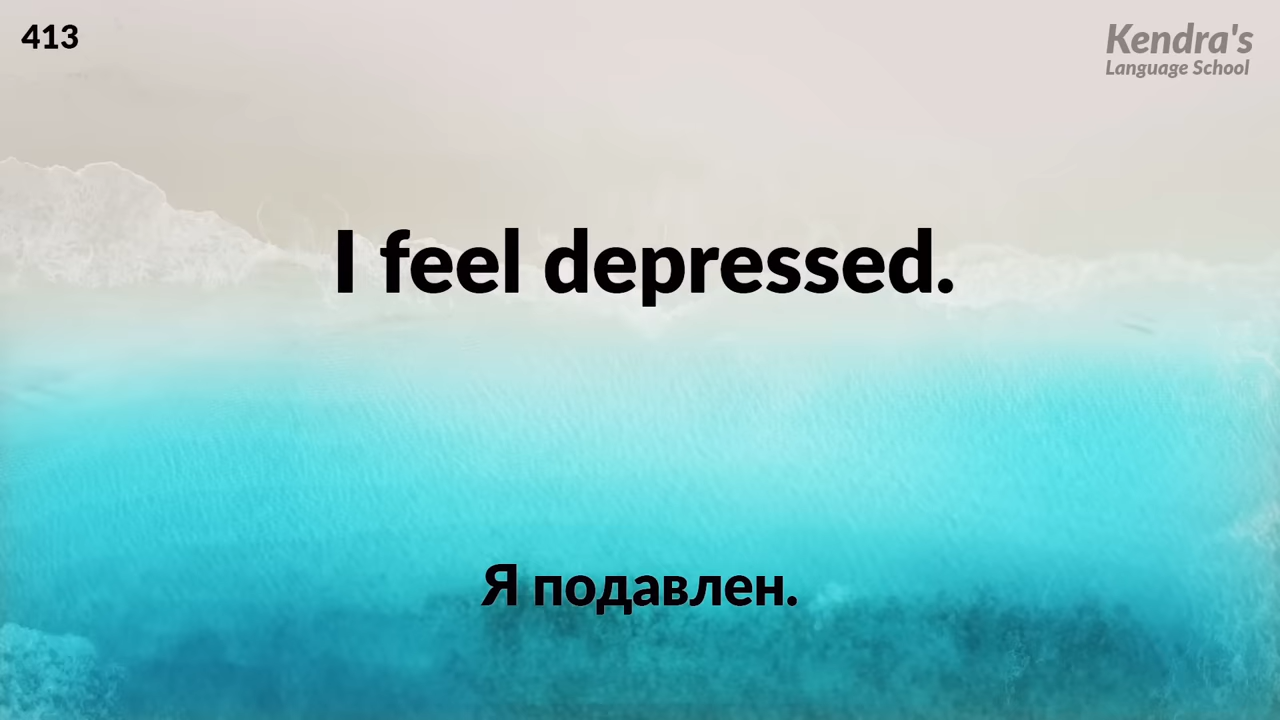 413
Kendra's
Language School
I feel depressed.
Я подавлен.